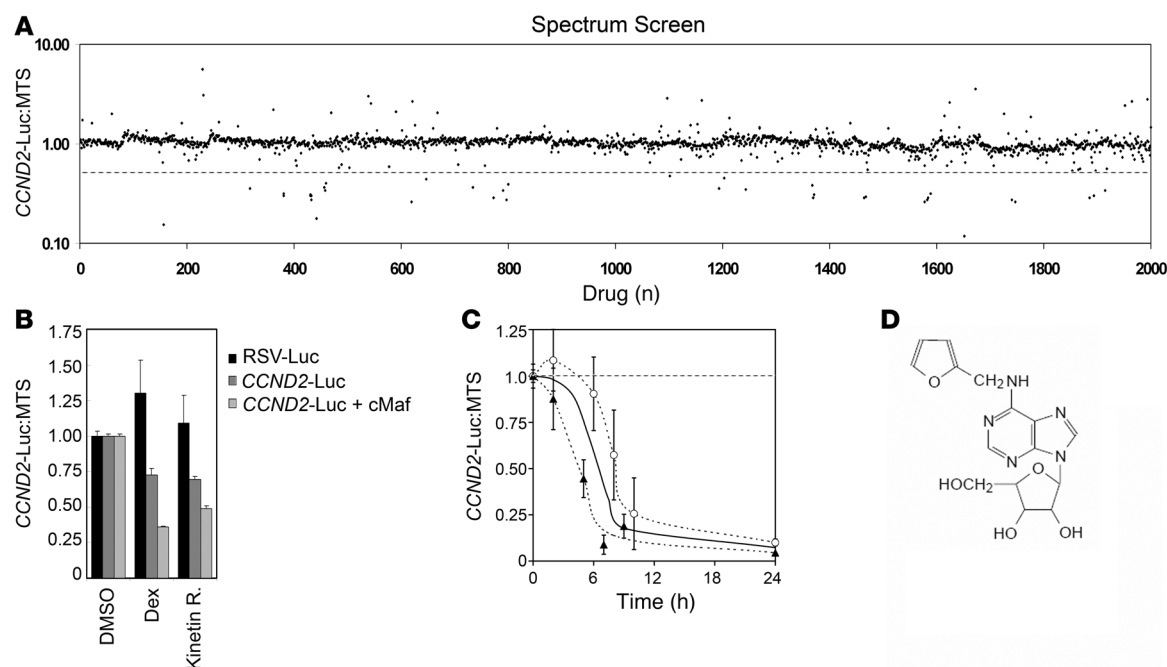 A
Spectrum Screen
CCND2-Luc:MTS
10.00
1.00
0.10
0 200 400 600 800 1000 1200 1400 1600 1800 2000
Drug (n)
B
CCND2-Luc:MTS
1.75
1.50
1.25
1.00
0.75
0.50
0.25
0
DMSO
Dex
Kinetin R.
RSV-Luc
CCND2-Luc
CCND2-Luc + cMaf
C
CCND2-Luc:MTS
1.25
1.0
0.75
0.50
0.25
0
0 6 12 18 24
Time (h)
D
O
CH2NH
N N
N N
HOCH2 O
HO OH